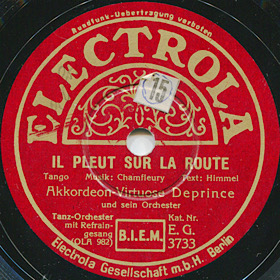 Rundfunk-Uebertragung verboten
ELECTROLA
15
IL PLEUT SUR LA ROUTE
Tango Musik: Chamfleury Text: Himmel
Akkordeon-Virtuose Deprince
und sein Orchester
Tanz-Orchester
mit Refrain-
gesang
(OLA 982)
B.I.E.M.
Kat. Nr.
E. G.
3733
Electrola Gesellschaft m.b.H. Berlin